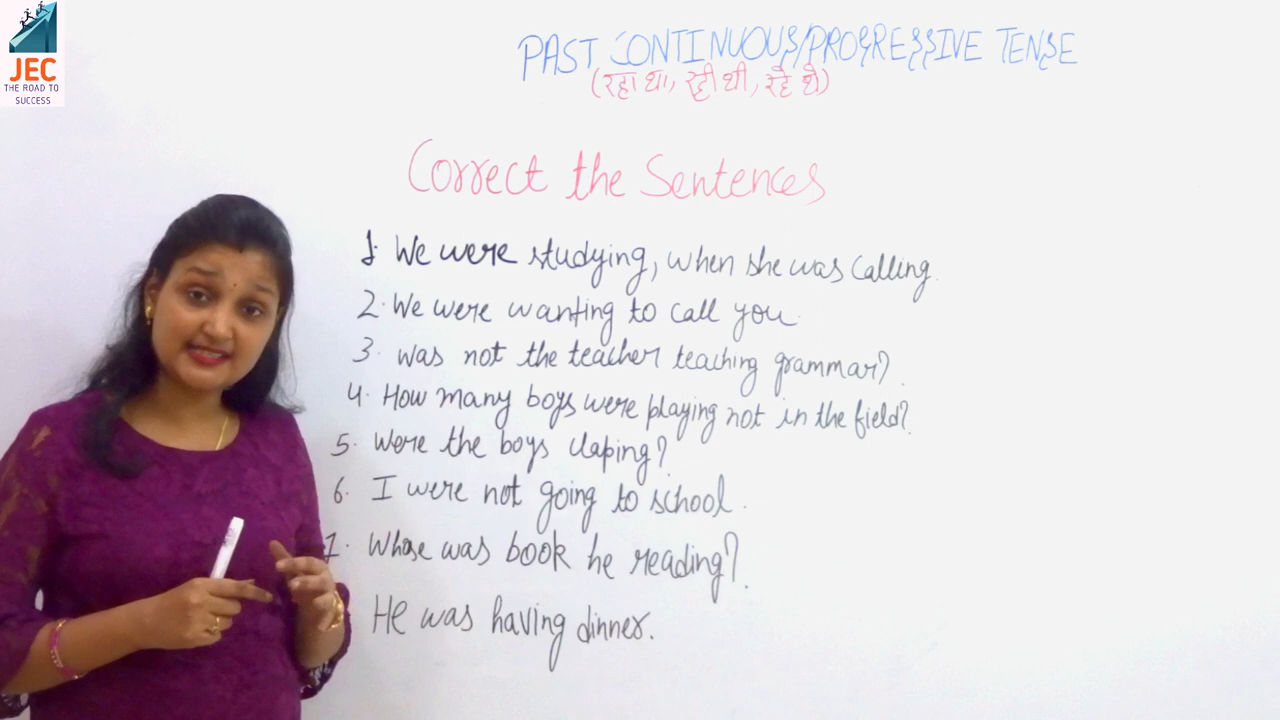 JEC
THE ROAD TO
SUCCESS
PAST CONTINUOUS/PROGRESSIVE TENSE
(रहा था, रही थी, रहे थे)
Correct the Sentences
1. We were studying, when she was calling.
2. We were wanting to call you.
3. Was not the teacher teaching grammar?
4. How many boys were playing not in the field?
5. Were the boys claping?
6. I were not going to school.
7. Whose was book he reading?
He was having dinner.